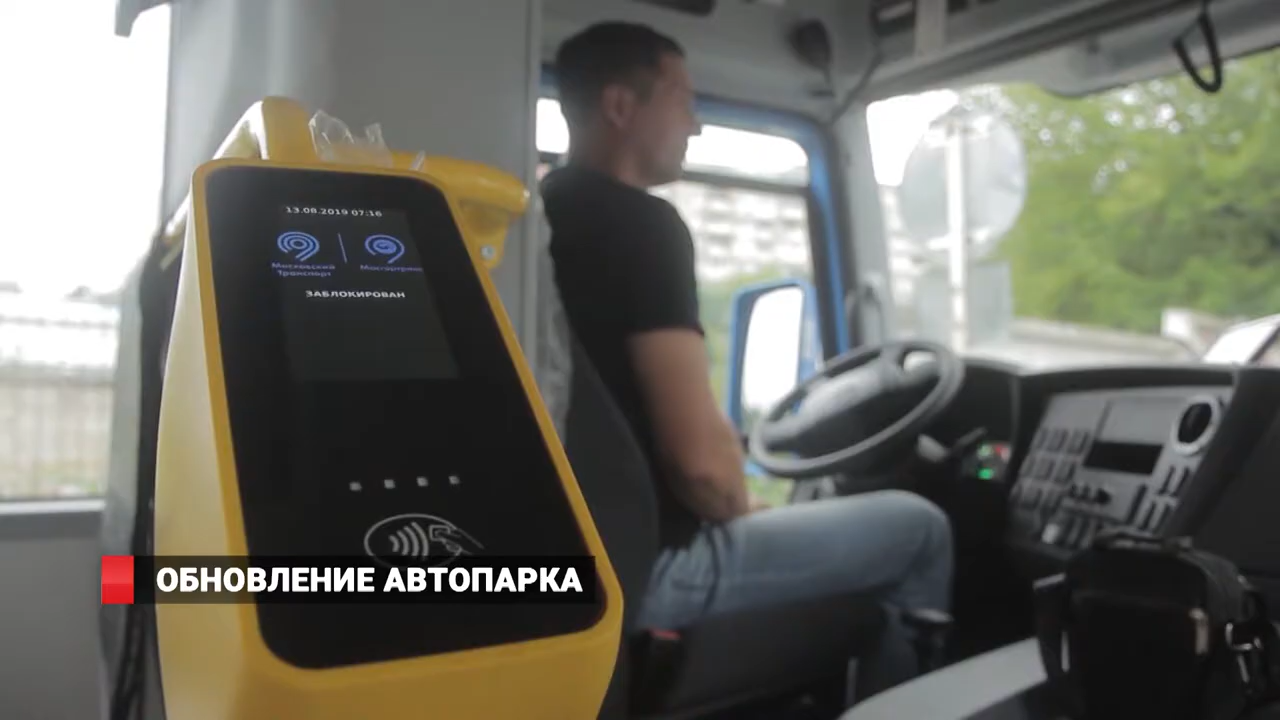 13.08.2019 07:16
Московский
Транспорт
Мосгортранс
ЗАБЛОКИРОВАН
ОБНОВЛЕНИЕ АВТОПАРКА